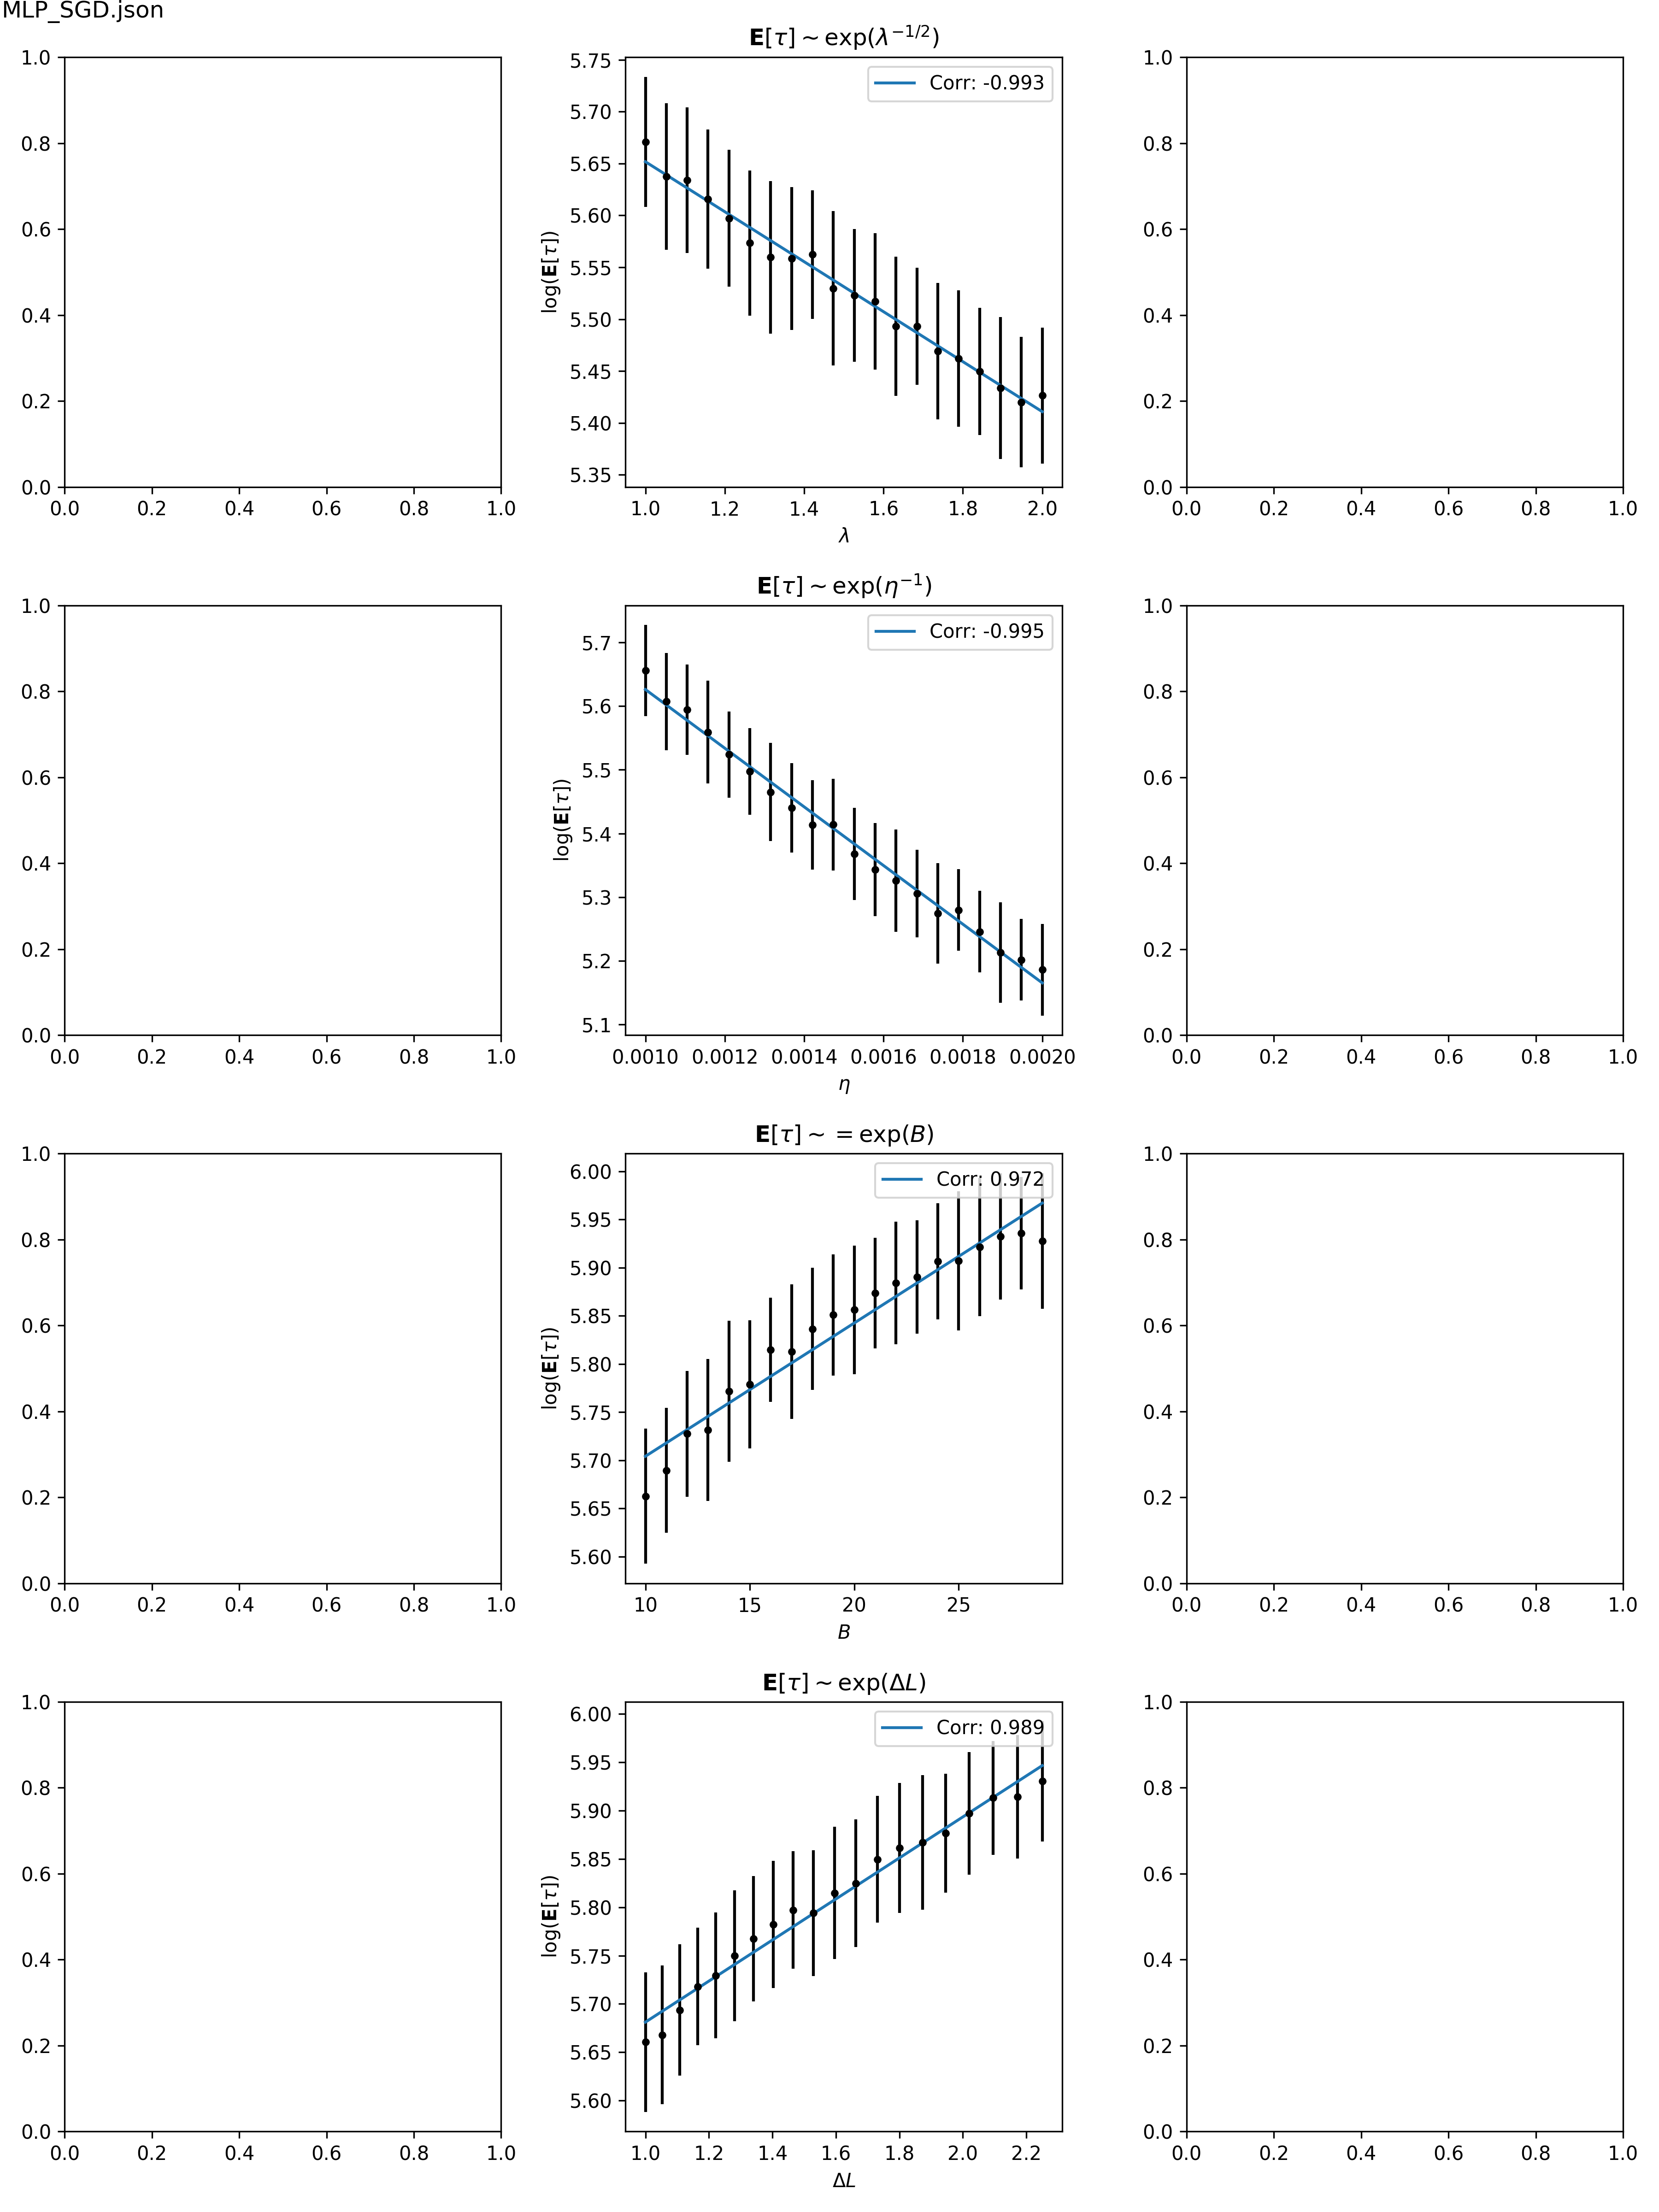 MLP_SGD.json
1.0
0.8
0.6
0.4
0.2
0.0
0.0 0.2 0.4 0.6 0.8 1.0
E[τ] ~ exp(λ^{-1/2})
Corr: -0.993
log(E[τ])
5.75
5.70
5.65
5.60
5.55
5.50
5.45
5.40
5.35
1.0 1.2 1.4 1.6 1.8 2.0
λ
1.0
0.8
0.6
0.4
0.2
0.0
0.0 0.2 0.4 0.6 0.8 1.0
1.0
0.8
0.6
0.4
0.2
0.0
0.0 0.2 0.4 0.6 0.8 1.0
E[τ] ~ exp(η^{-1})
Corr: -0.995
log(E[τ])
5.7
5.6
5.5
5.4
5.3
5.2
5.1
0.0010 0.0012 0.0014 0.0016 0.0018 0.0020
η
1.0
0.8
0.6
0.4
0.2
0.0
0.0 0.2 0.4 0.6 0.8 1.0
1.0
0.8
0.6
0.4
0.2
0.0
0.0 0.2 0.4 0.6 0.8 1.0
E[τ] ~ = exp(B)
Corr: 0.972
log(E[τ])
6.00
5.95
5.90
5.85
5.80
5.75
5.70
5.65
5.60
10 15 20 25
B
1.0
0.8
0.6
0.4
0.2
0.0
0.0 0.2 0.4 0.6 0.8 1.0
1.0
0.8
0.6
0.4
0.2
0.0
0.0 0.2 0.4 0.6 0.8 1.0
E[τ] ~ exp(ΔL)
Corr: 0.989
log(E[τ])
6.00
5.95
5.90
5.85
5.80
5.75
5.70
5.65
5.60
1.0 1.2 1.4 1.6 1.8 2.0 2.2
ΔL
1.0
0.8
0.6
0.4
0.2
0.0
0.0 0.2 0.4 0.6 0.8 1.0